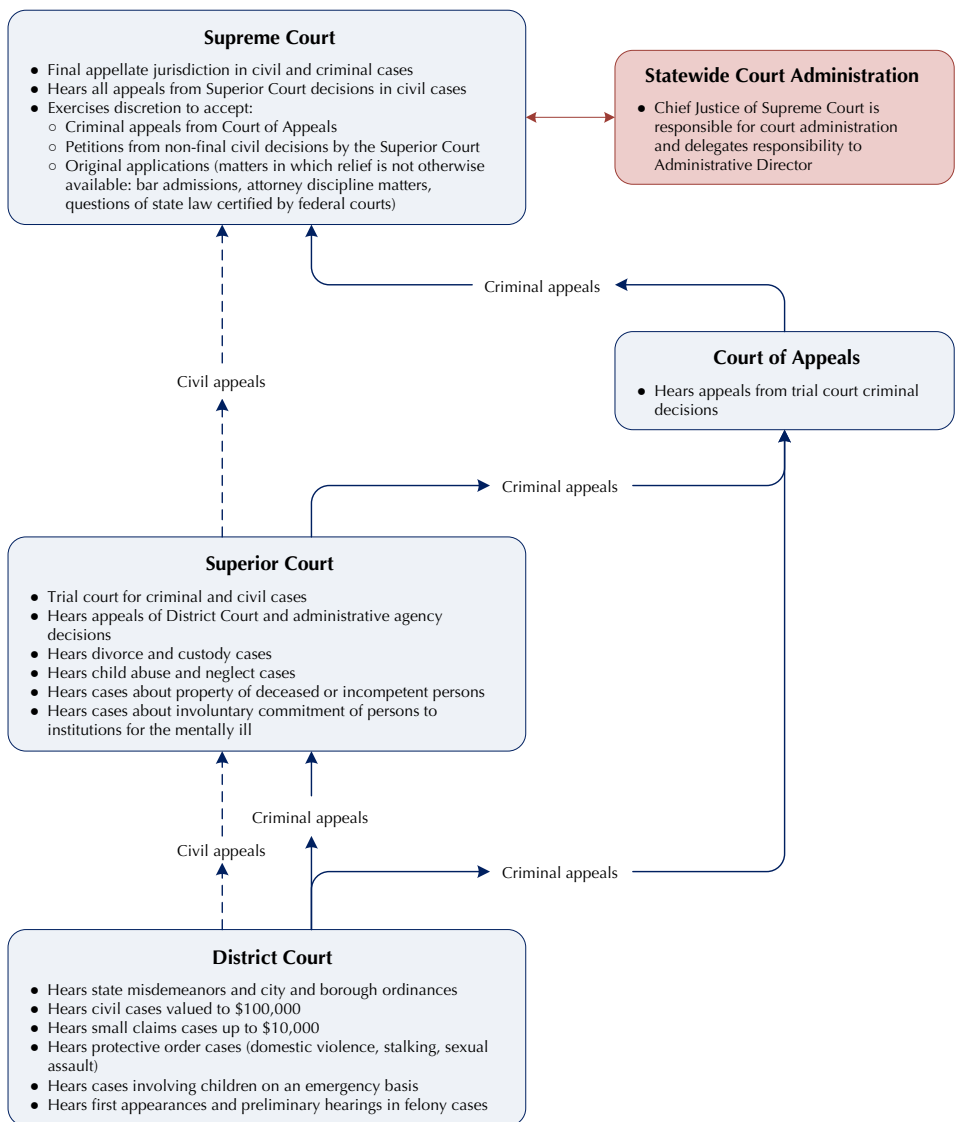 Supreme Court
● Final appellate jurisdiction in civil and criminal cases
● Hears all appeals from Superior Court decisions in civil cases
● Exercises discretion to accept:
○ Criminal appeals from Court of Appeals
○ Petitions from non-final civil decisions by the Superior Court
○ Original applications (matters in which relief is not otherwise
available: bar admissions, attorney discipline matters,
questions of state law certified by federal courts)
Statewide Court Administration
● Chief Justice of Supreme Court is
responsible for court administration
and delegates responsibility to
Administrative Director
Criminal appeals
Court of Appeals
● Hears appeals from trial court criminal
decisions
Civil appeals
Criminal appeals
Superior Court
● Trial court for criminal and civil cases
● Hears appeals of District Court and administrative agency
decisions
● Hears divorce and custody cases
● Hears child abuse and neglect cases
● Hears cases about property of deceased or incompetent persons
● Hears cases about involuntary commitment of persons to
institutions for the mentally ill
Criminal appeals
Civil appeals
Criminal appeals
District Court
● Hears state misdemeanors and city and borough ordinances
● Hears civil cases valued to $100,000
● Hears small claims cases up to $10,000
● Hears protective order cases (domestic violence, stalking, sexual
assault)
● Hears cases involving children on an emergency basis
● Hears first appearances and preliminary hearings in felony cases